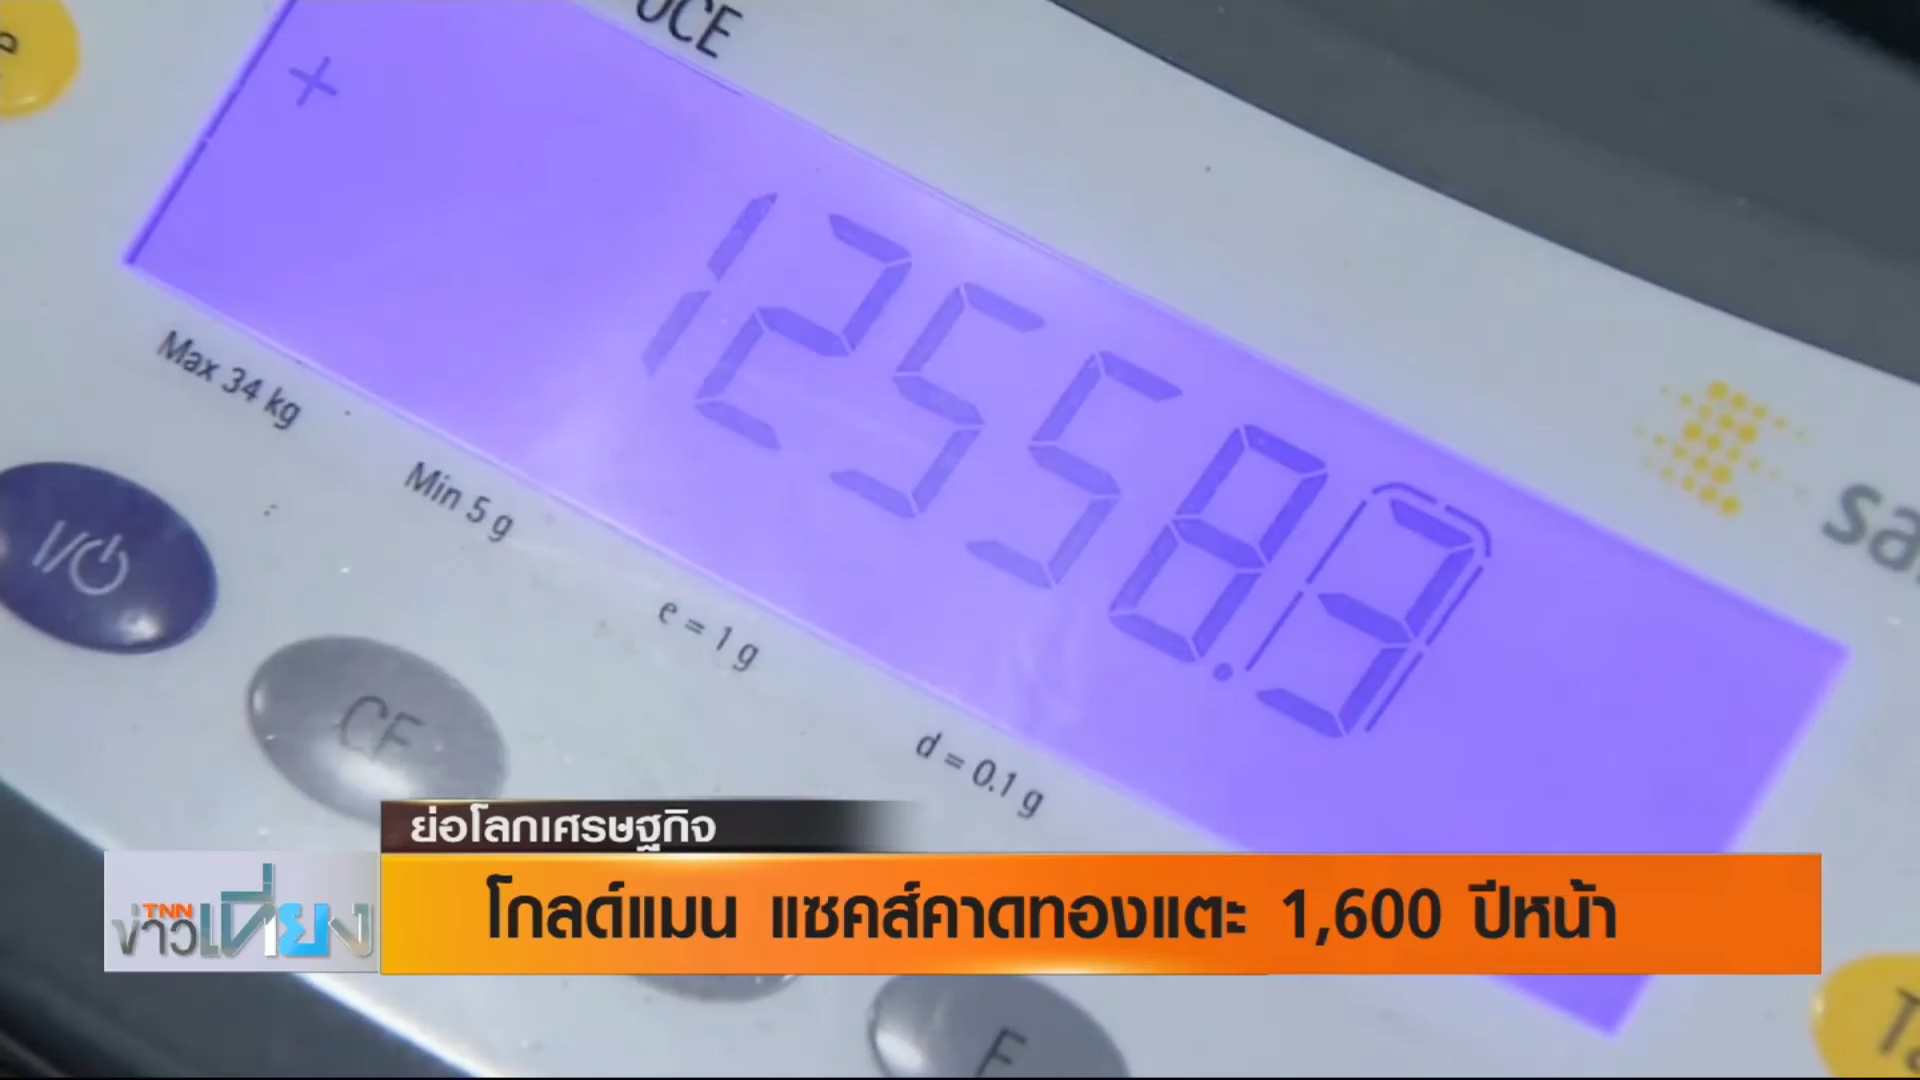 +
12558.3
Max 34 kg
Min 5 g
e = 1 g
d = 0.1 g
I/
CF
F
ย่อโลกเศรษฐกิจ
TNN
ข่าวเที่ยง
โกลด์แมน แซคส์คาดทองแตะ 1,600 ปีหน้า